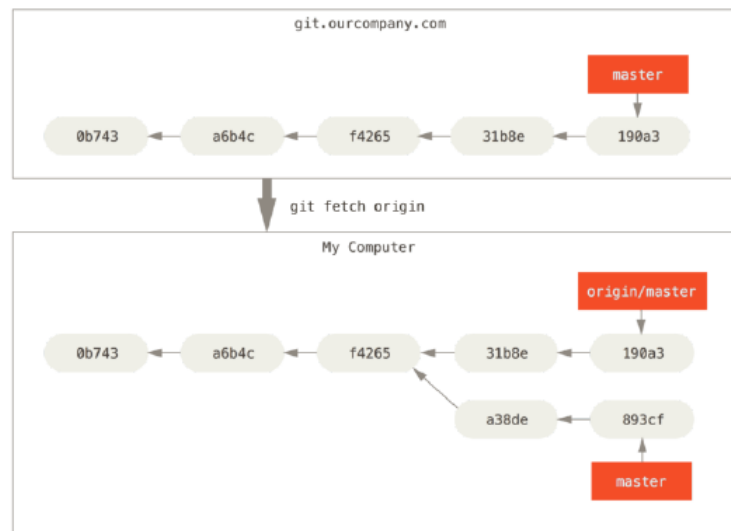 git.ourcompany.com
master
0b743 a6b4c f4265 31b8e 190a3
git fetch origin
My Computer
origin/master
0b743 a6b4c f4265 31b8e 190a3
a38de 893cf
master